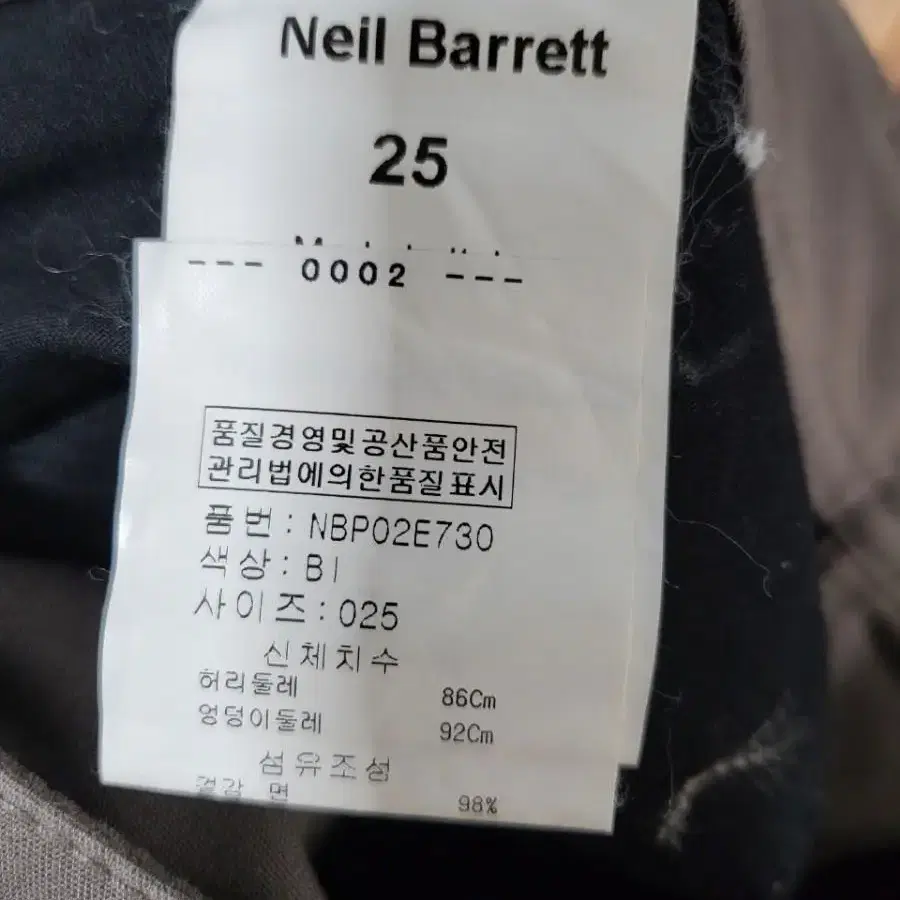 Neil Barrett
25
--- 0002 ---
품질경영및공산품안전
관리법에의한품질표시
품번:NBP02E730
색상:BI
사이즈:025
신체치수
허리둘레 86Cm
엉덩이둘레 92Cm
섬유조성
겉감 면 98%